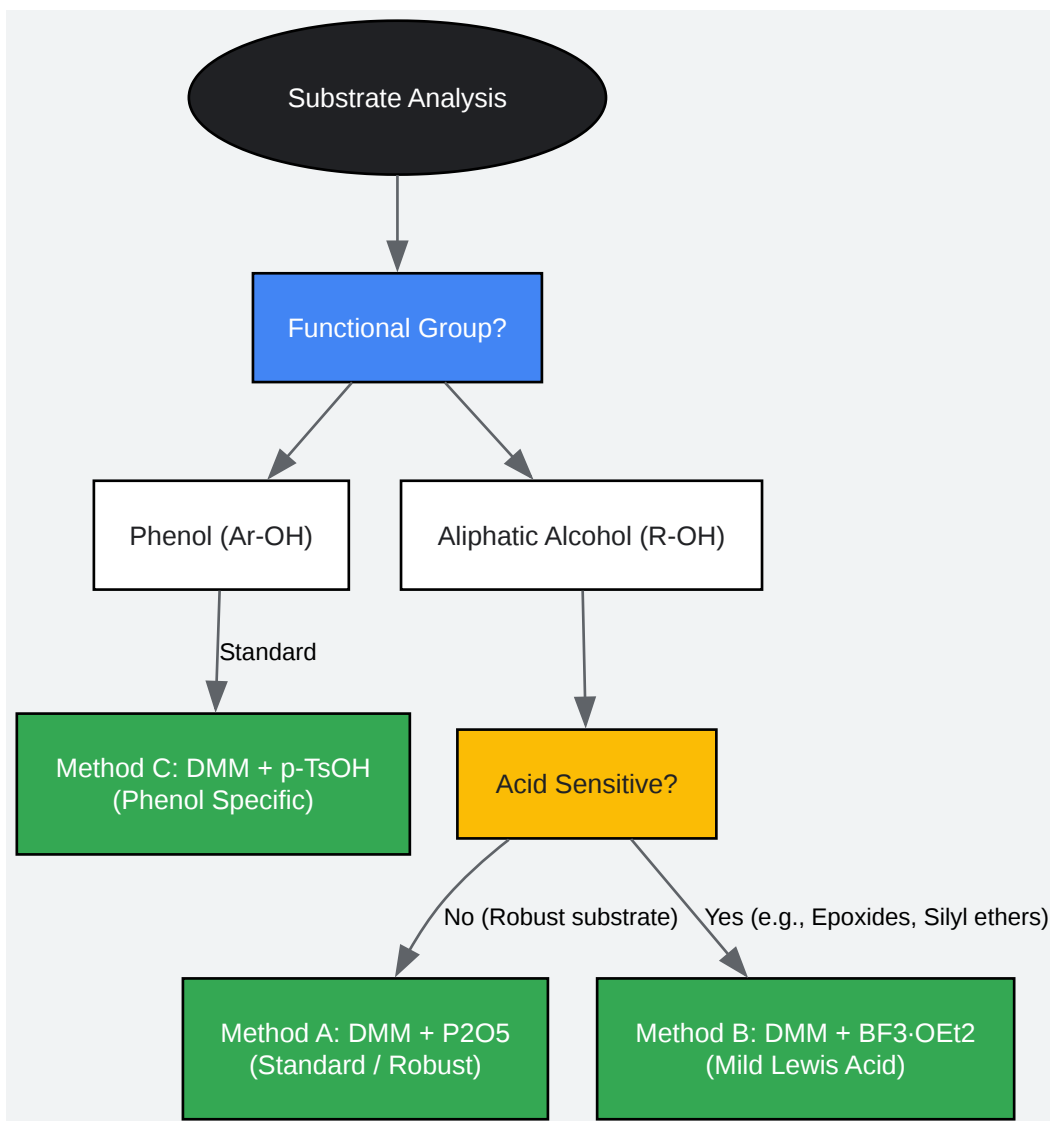 Substrate Analysis
Functional Group?
Phenol (Ar-OH)
Aliphatic Alcohol (R-OH)
Standard
Method C: DMM + p-TsOH
(Phenol Specific)
Acid Sensitive?
No (Robust substrate)
Yes (e.g., Epoxides, Silyl ethers)
Method A: DMM + P2O5
(Standard / Robust)
Method B: DMM + BF3·OEt2
(Mild Lewis Acid)